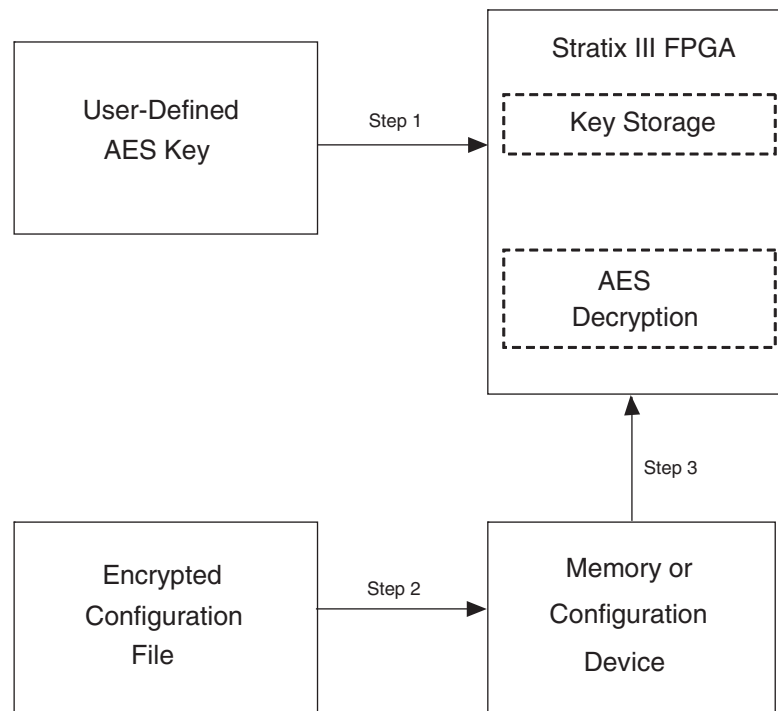 Stratix III FPGA
User-Defined
AES Key
Step 1
Key Storage
AES
Decryption
Step 3
Encrypted
Configuration
File
Step 2
Memory or
Configuration
Device